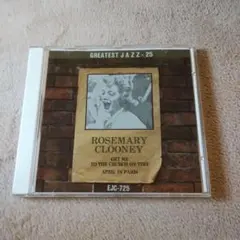 GREATEST JAZZ-25
ROSEMARY
CLOONEY
GET ME
TO THE CHURCH ON TIME
APRIL IN PARIS
EJC-725